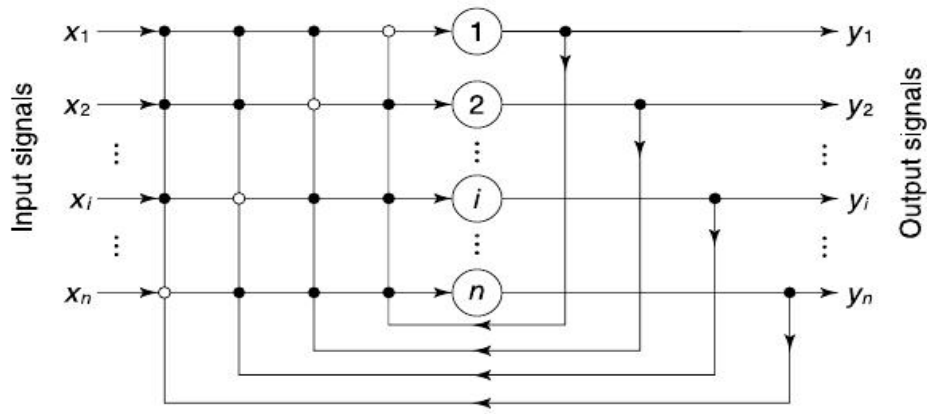 Input signals
x1 1 y1
x2 2 y2
⋮ ⋮ ⋮
xi i yi
⋮ ⋮ ⋮
xn n yn
Output signals